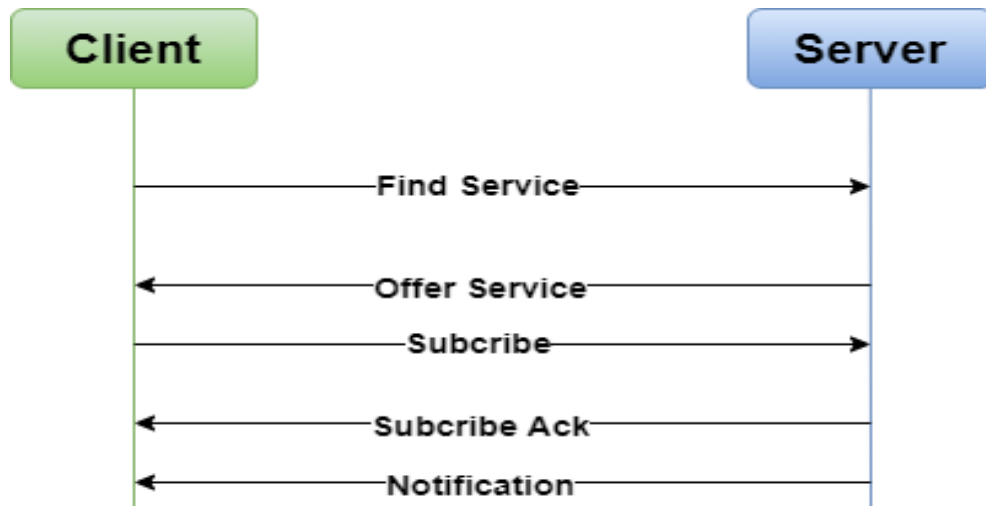 Client
Server
Find Service
Offer Service
Subcribe
Subcribe Ack
Notification